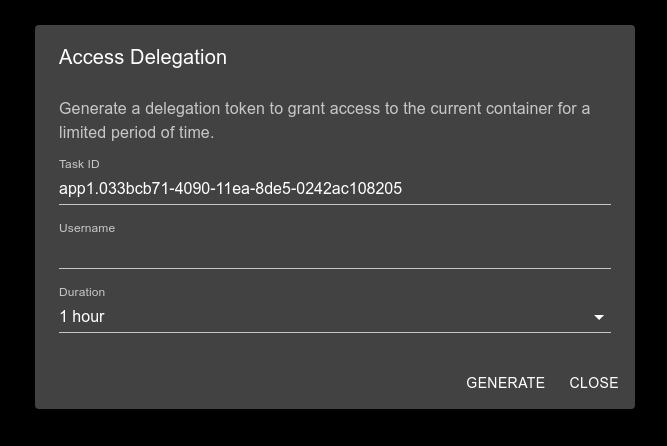 Access Delegation
Generate a delegation token to grant access to the current container for a
limited period of time.
Task ID
app1.033bcb71-4090-11ea-8de5-0242ac108205
Username
Duration
1 hour
GENERATE CLOSE